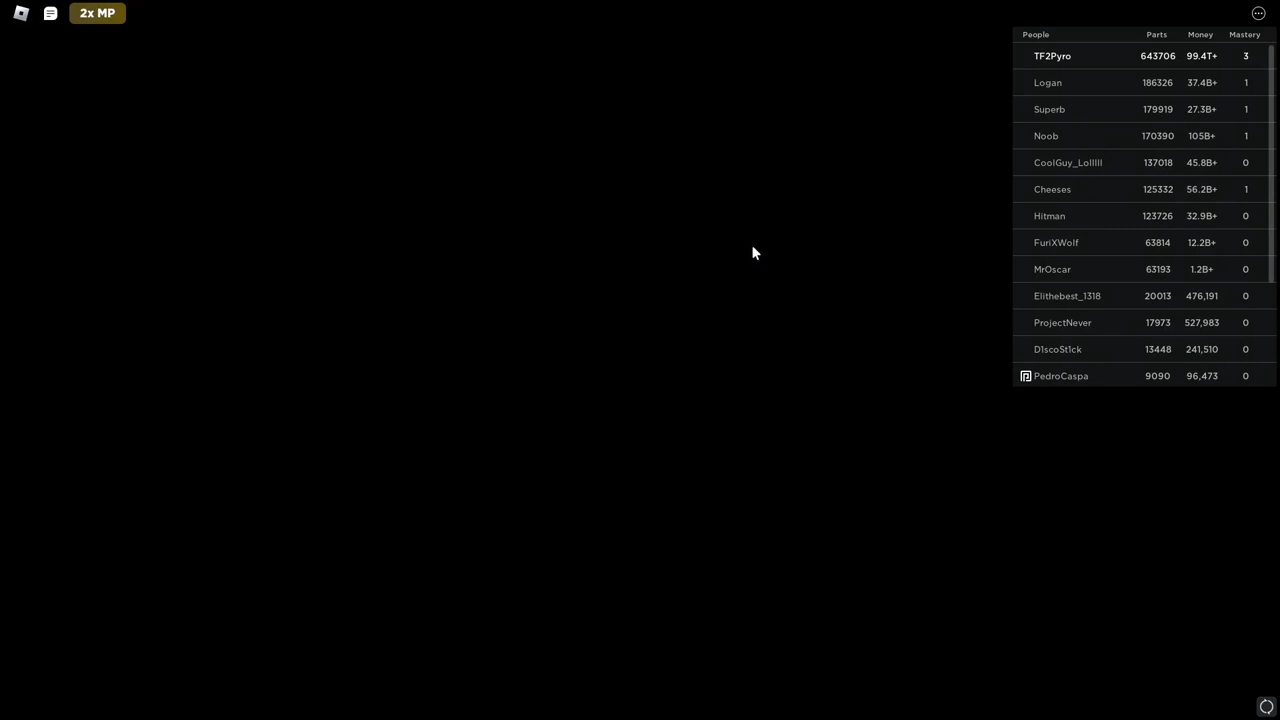 2x MP
People Parts Money Mastery
TF2Pyro 643706 99.4T+ 3
Logan 186326 37.4B+ 1
Superb 179919 27.3B+ 1
Noob 170390 105B+ 1
CoolGuy_Lolllll 137018 45.8B+ 0
Cheeses 125332 56.2B+ 1
Hitman 123726 32.9B+ 0
FuriXWolf 63814 12.2B+ 0
MrOscar 63193 1.2B+ 0
Elithebest_1318 20013 476,191 0
ProjectNever 17973 527,983 0
D1scoSt1ck 13448 241,510 0
PedroCaspa 9090 96,473 0